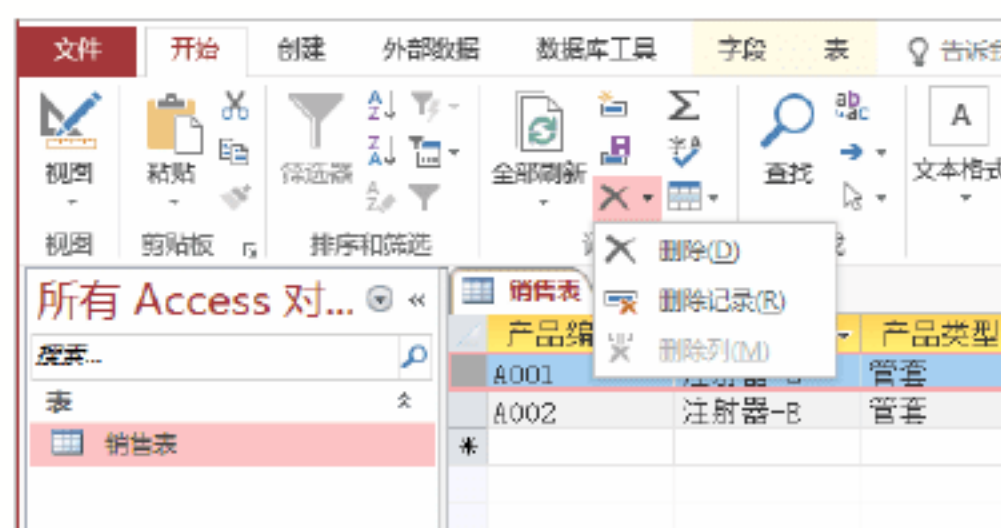 文件 开始 创建 外部数据 数据库工具 字段 表 告诉
视图 粘贴 筛选器 全部刷新 查找 A 文本格式
视图 剪贴板 排序和筛选
删除(D)
删除记录(R)
删除列(M)
所有 Access 对... «
搜索...
表
销售表
销售表
产品编 产品类型
A001 管套
A002 注射器-B 管套